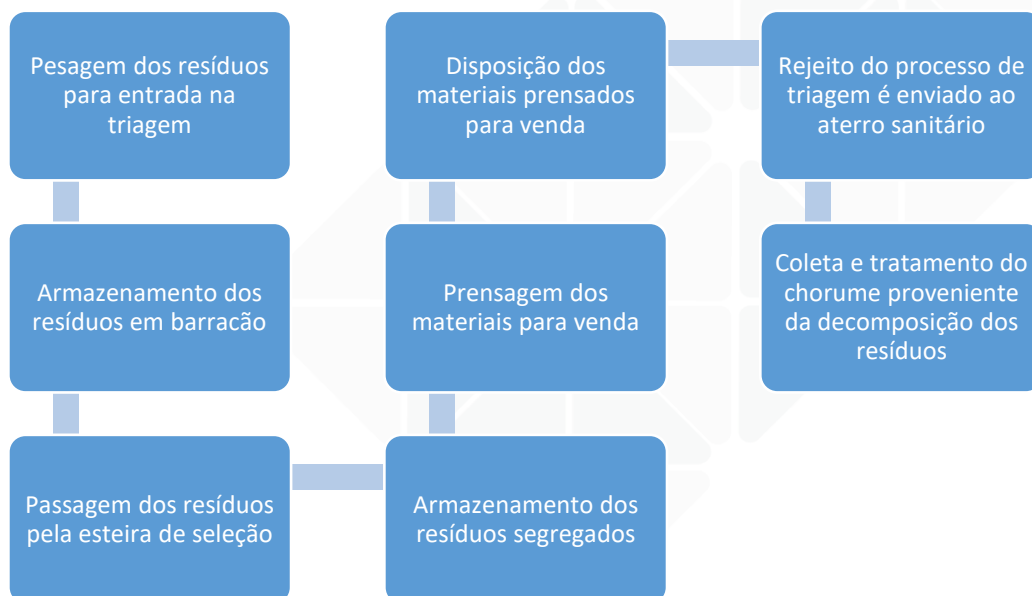 Pesagem dos resíduos
para entrada na
triagem
Armazenamento dos
resíduos em barracão
Passagem dos resíduos
pela esteira de seleção
Armazenamento dos
resíduos segregados
Prensagem dos
materiais para venda
Disposição dos
materiais prensados
para venda
Rejeito do processo de
triagem é enviado ao
aterro sanitário
Coleta e tratamento do
chorume proveniente
da decomposição dos
resíduos